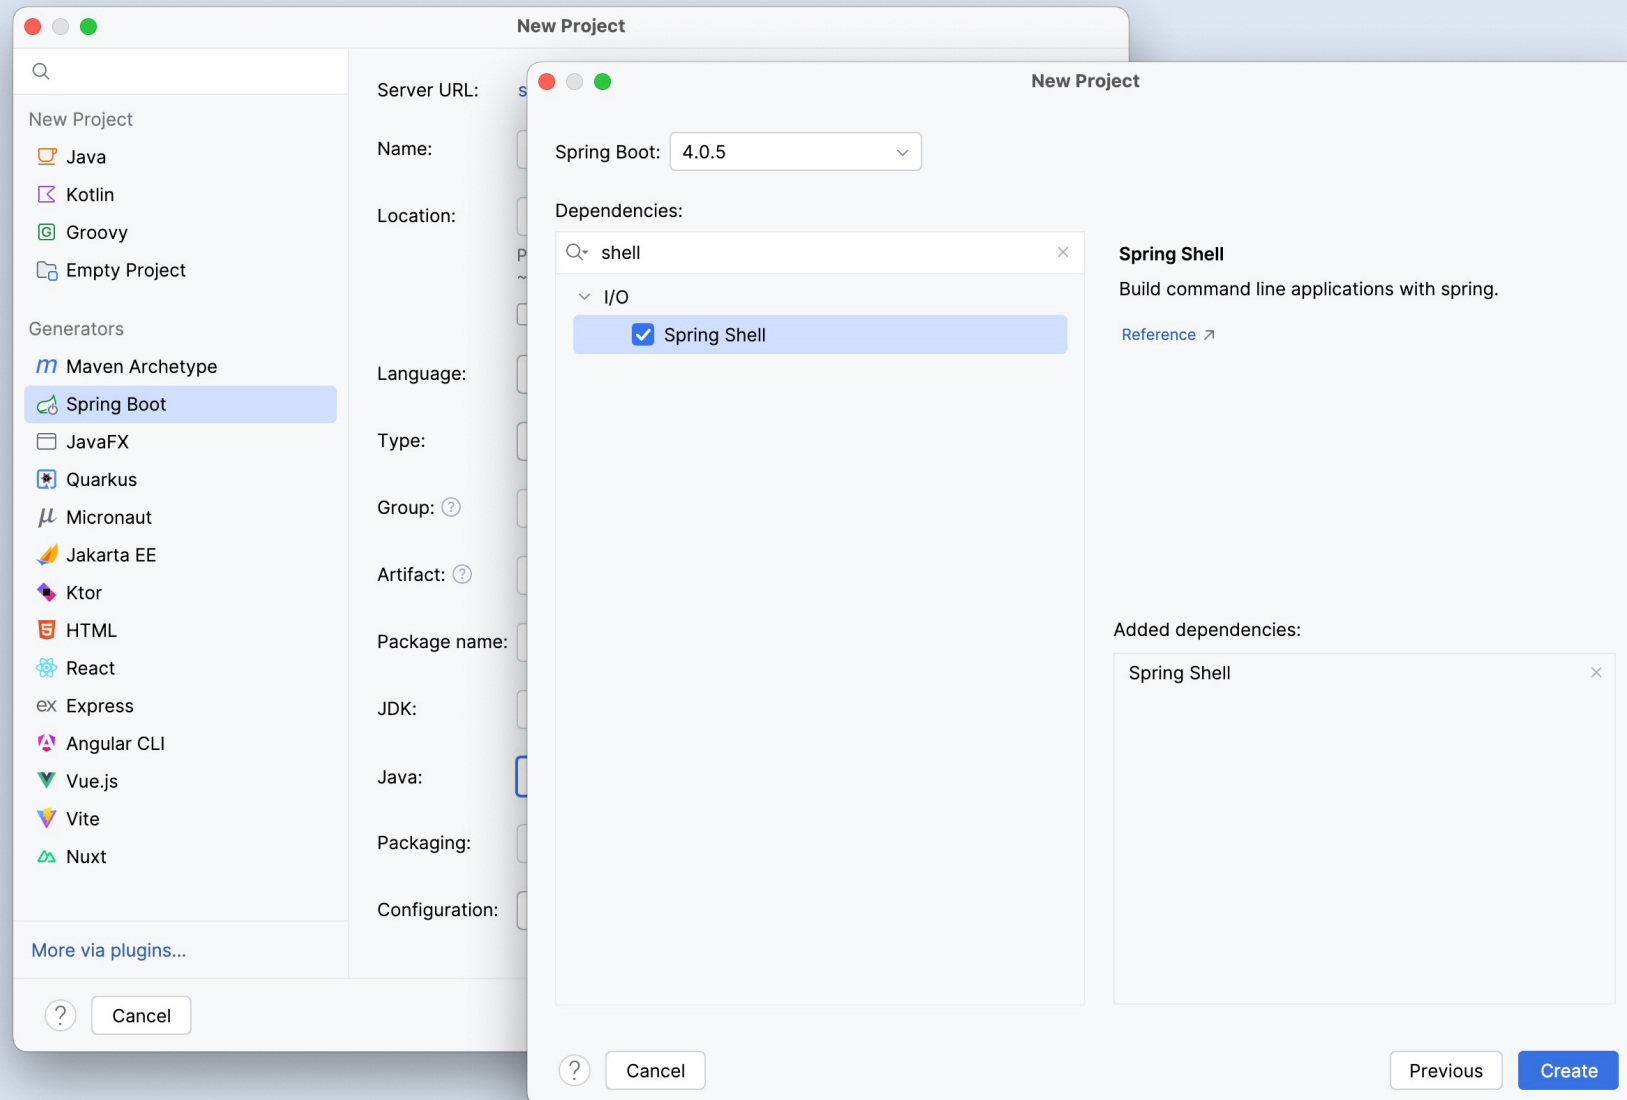 New Project
New Project
Java
Kotlin
Groovy
Empty Project
Generators
Maven Archetype
Spring Boot
JavaFX
Quarkus
Micronaut
Jakarta EE
Ktor
HTML
React
Express
Angular CLI
Vue.js
Vite
Nuxt
More via plugins...
?
Cancel
Server URL:
Name:
Location:
Language:
Type:
Group: ?
Artifact: ?
Package name:
JDK:
Java:
Packaging:
Configuration:
New Project
Spring Boot: 4.0.5
Dependencies:
shell
I/O
Spring Shell
Spring Shell
Build command line applications with spring.
Reference ↗
Added dependencies:
Spring Shell
?
Cancel
Previous
Create